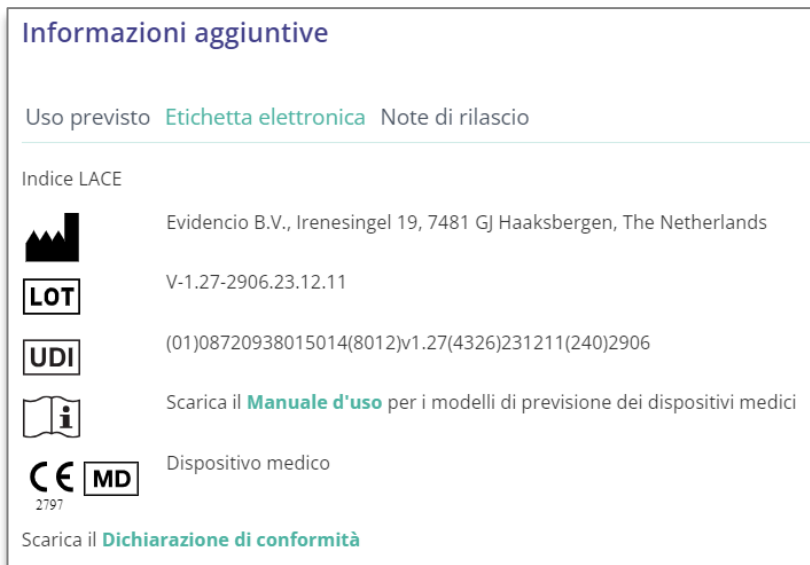 Informazioni aggiuntive
Uso previsto Etichetta elettronica Note di rilascio
Indice LACE
Evidencio B.V., Irenesingel 19, 7481 GJ Haaksbergen, The Netherlands
LOT V-1.27-2906.23.12.11
UDI (01)08720938015014(8012)v1.27(4326)231211(240)2906
i Scarica il Manuale d'uso per i modelli di previsione dei dispositivi medici
CE MD Dispositivo medico
2797
Scarica il Dichiarazione di conformità